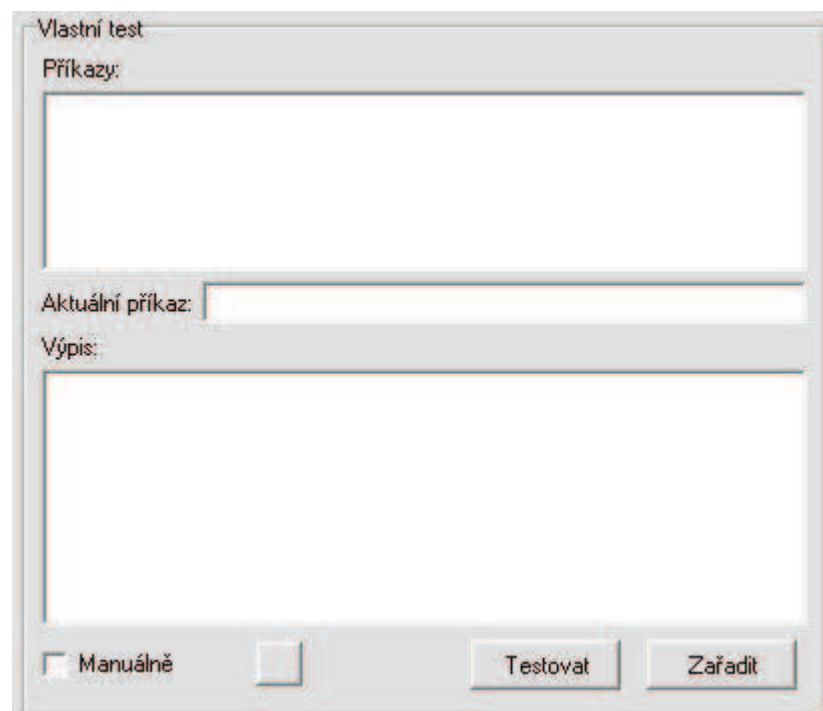 Vlastní test
Příkazy:
Aktuální příkaz:
Výpis:
Manuálně
Testovat
Zařadit